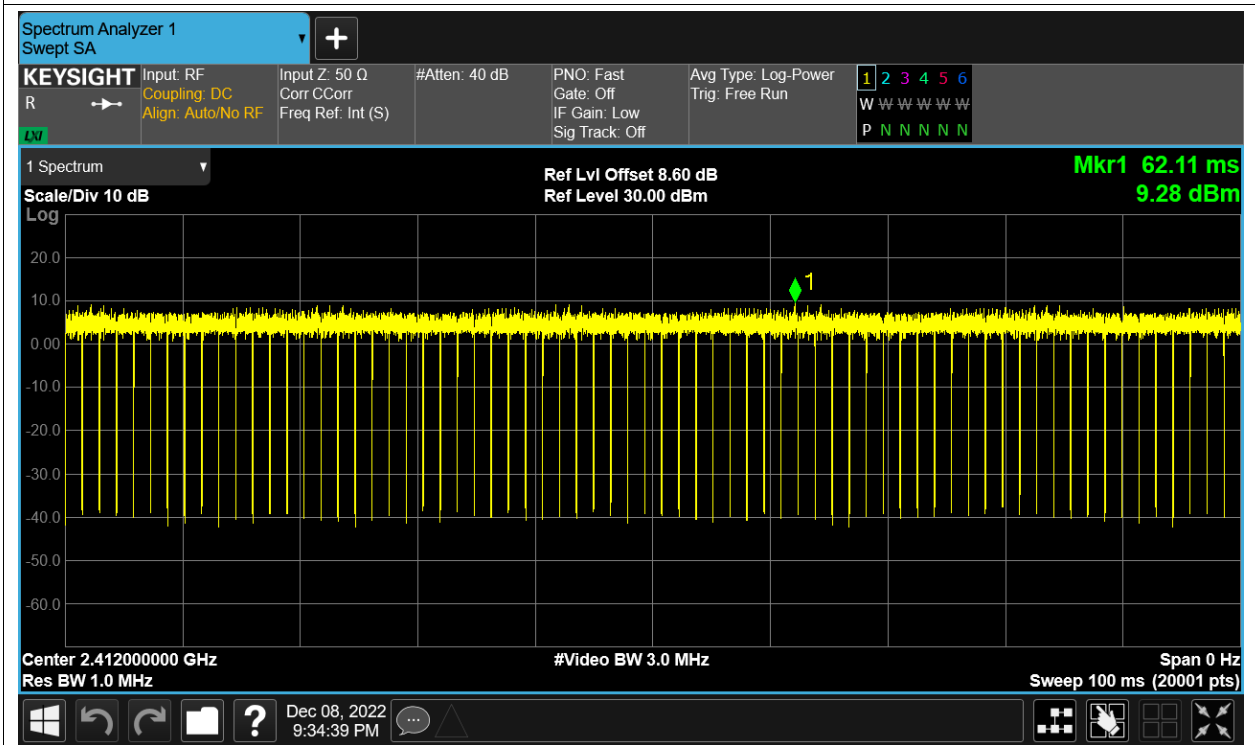 Spectrum Analyzer 1
Swept SA
KEYSIGHT
R
LXI
Input: RF
Coupling: DC
Align: Auto/No RF
Input Z: 50 Ω
Corr CCorr
Freq Ref: Int (S)
#Atten: 40 dB
PNO: Fast
Gate: Off
IF Gain: Low
Sig Track: Off
Avg Type: Log-Power
Trig: Free Run
1 2 3 4 5 6
W W W W W W
P N N N N N
1 Spectrum
Scale/Div 10 dB
Ref Lvl Offset 8.60 dB
Ref Level 30.00 dBm
Mkr1 62.11 ms
9.28 dBm
Log
20.0
10.0
0.00
-10.0
-20.0
-30.0
-40.0
-50.0
-60.0
1
Center 2.412000000 GHz
Res BW 1.0 MHz
#Video BW 3.0 MHz
Span 0 Hz
Sweep 100 ms (20001 pts)
?
Dec 08, 2022
9:34:39 PM